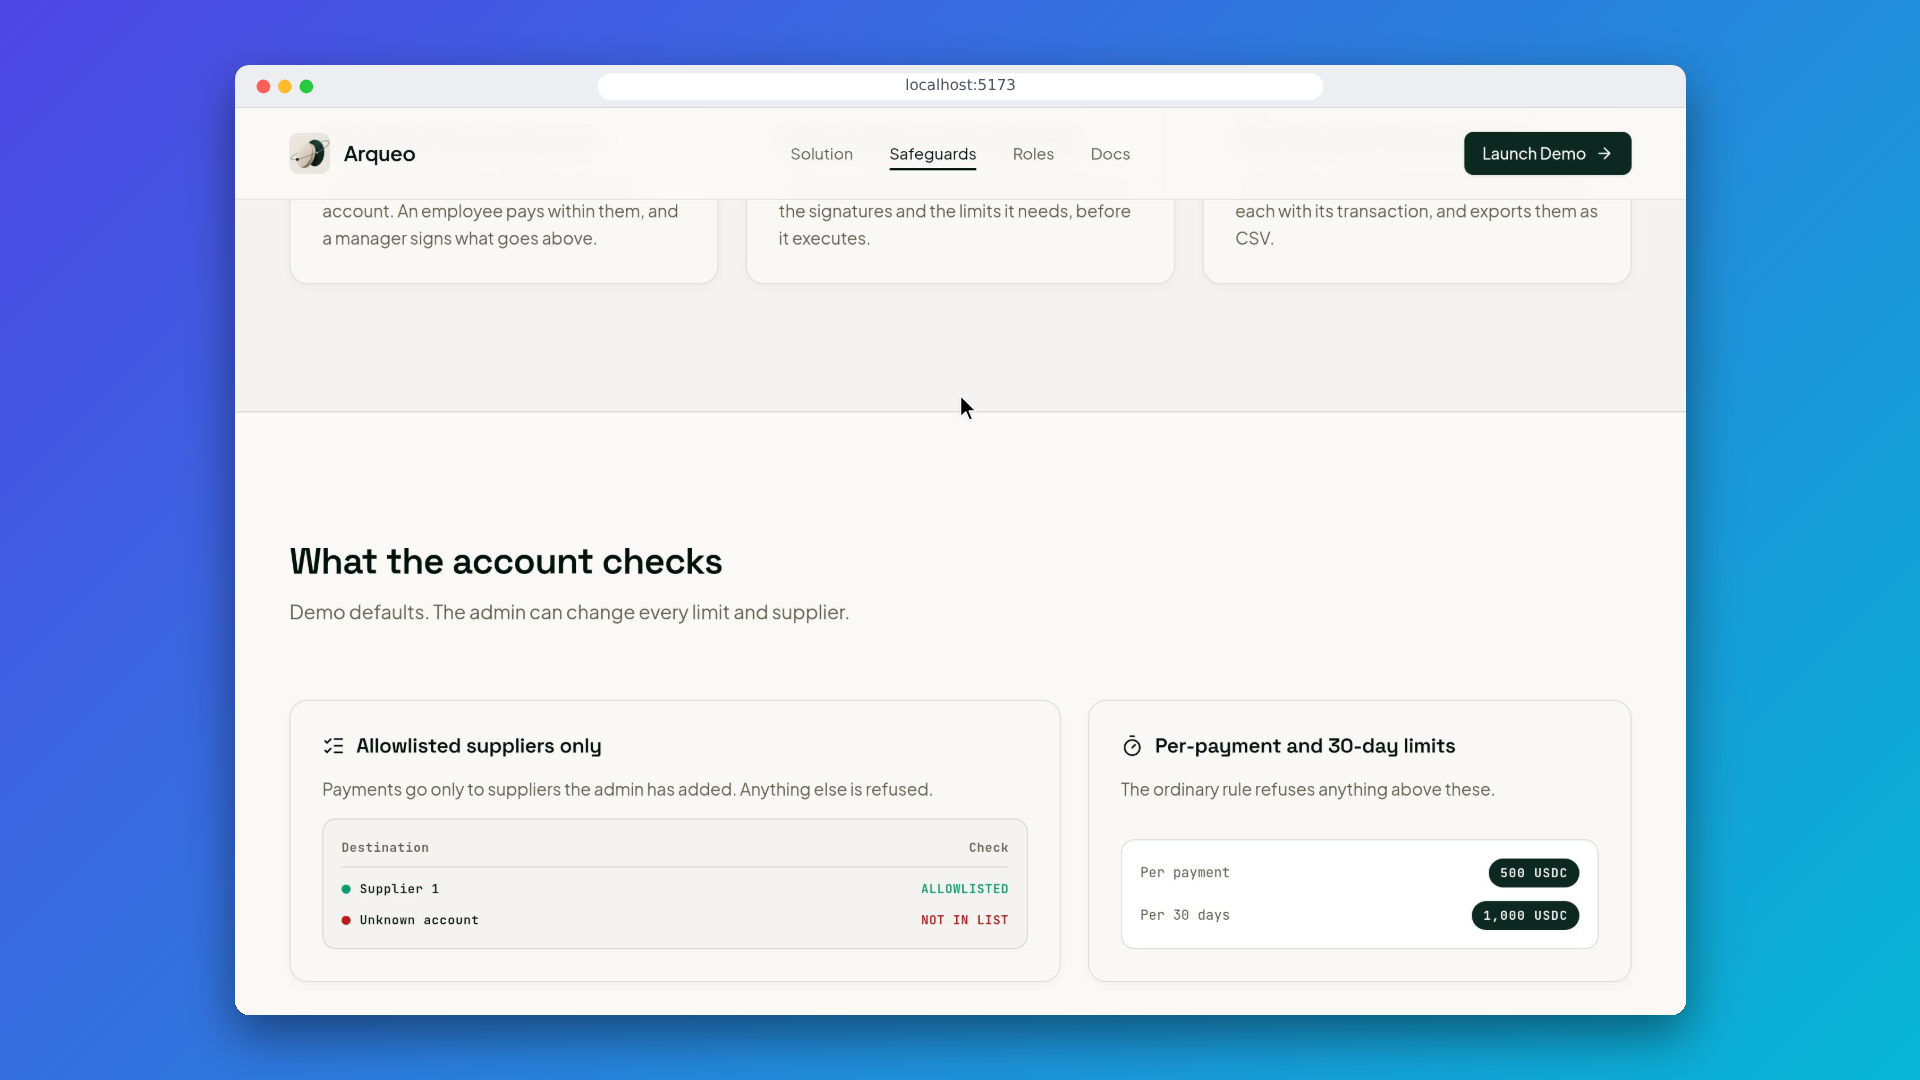 localhost:5173
Arqueo
Solution
Safeguards
Roles
Docs
Launch Demo
account. An employee pays within them, and
a manager signs what goes above.
the signatures and the limits it needs, before
it executes.
each with its transaction, and exports them as
CSV.
What the account checks
Demo defaults. The admin can change every limit and supplier.
Allowlisted suppliers only
Payments go only to suppliers the admin has added. Anything else is refused.
Destination Check
Supplier 1 ALLOWLISTED
Unknown account NOT IN LIST
Per-payment and 30-day limits
The ordinary rule refuses anything above these.
Per payment 500 USDC
Per 30 days 1,000 USDC